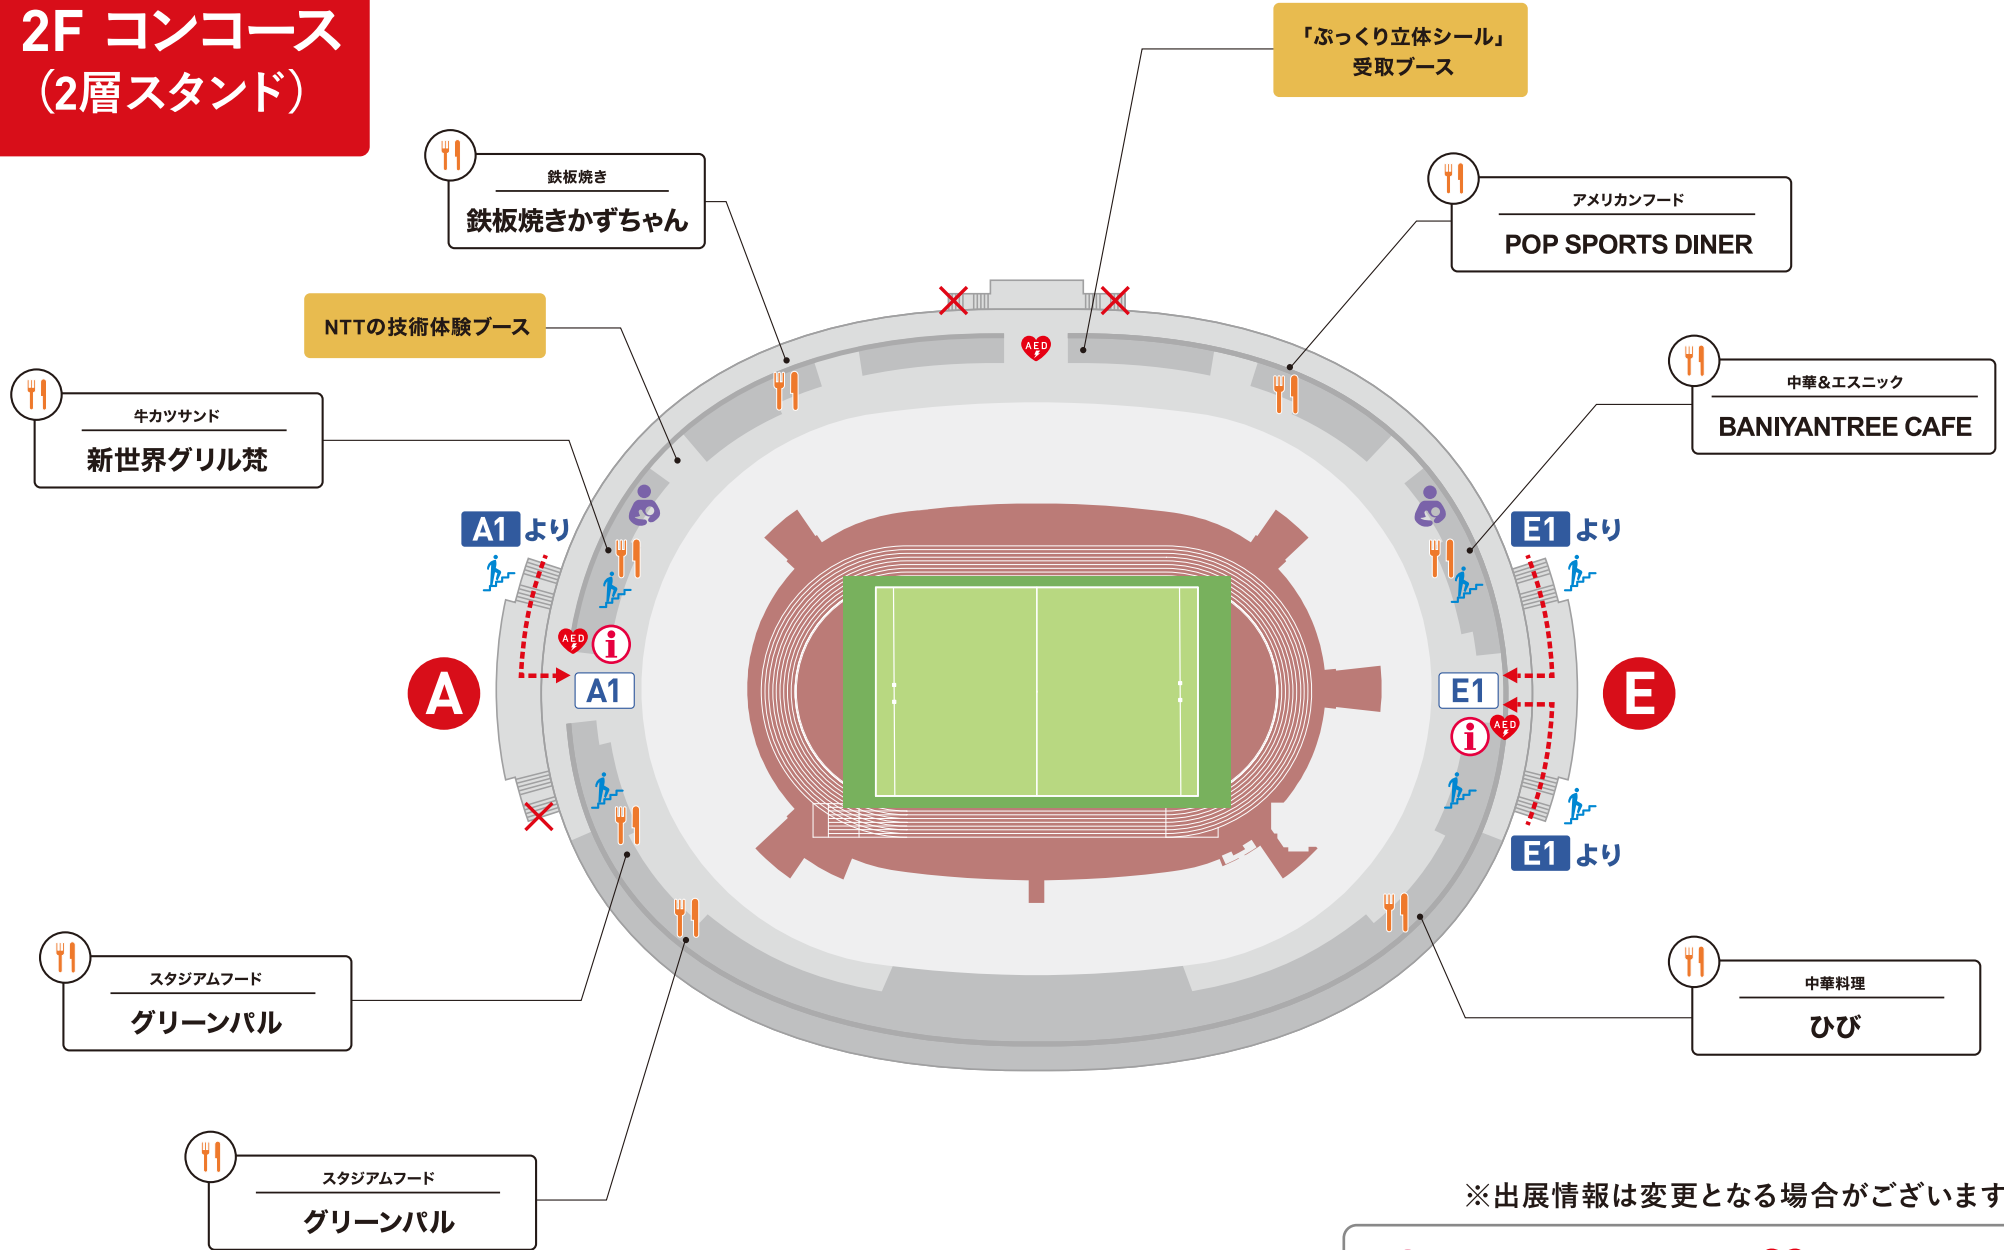 2F コンコース
（2層スタンド）
「ぷっくり立体シール」
受取ブース
鉄板焼き
鉄板焼きかずちゃん
アメリカンフード
POP SPORTS DINER
NTTの技術体験ブース
AED
中華&エスニック
BANIYANTREE CAFE
牛カツサンド
新世界グリル梵
A1 より
E1 より
AED
i
A
A1
E1
E
i
AED
E1 より
スタジアムフード
グリーンパル
中華料理
ひび
スタジアムフード
グリーンパル
※出展情報は変更となる場合がございます